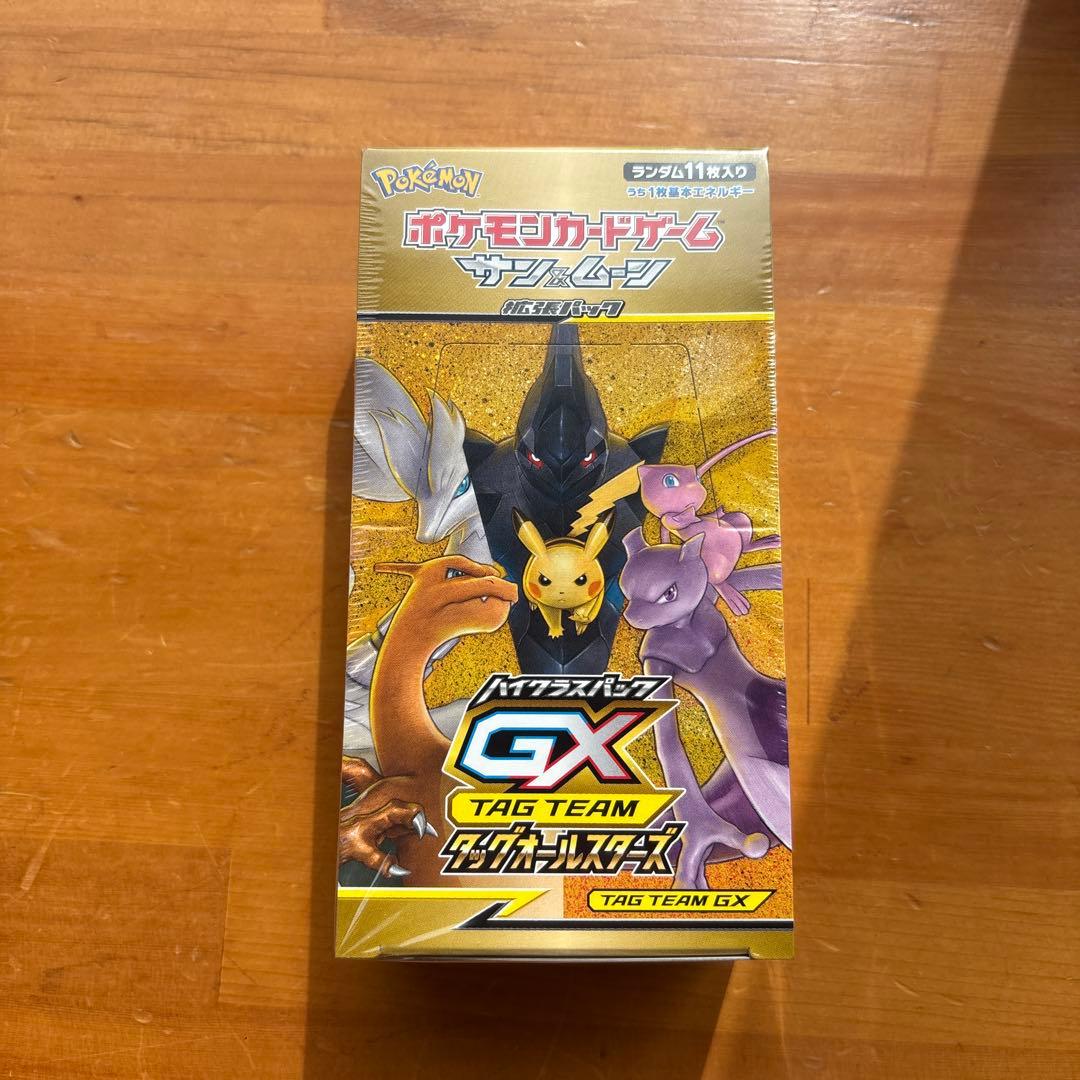 POKéMON
ランダム11枚入り
うち1枚基本エネルギー
ポケモンカードゲーム™
サン&ムーン
拡張パック
ハイクラスパック
GX
TAG TEAM
タッグオールスターズ
TAG TEAM GX